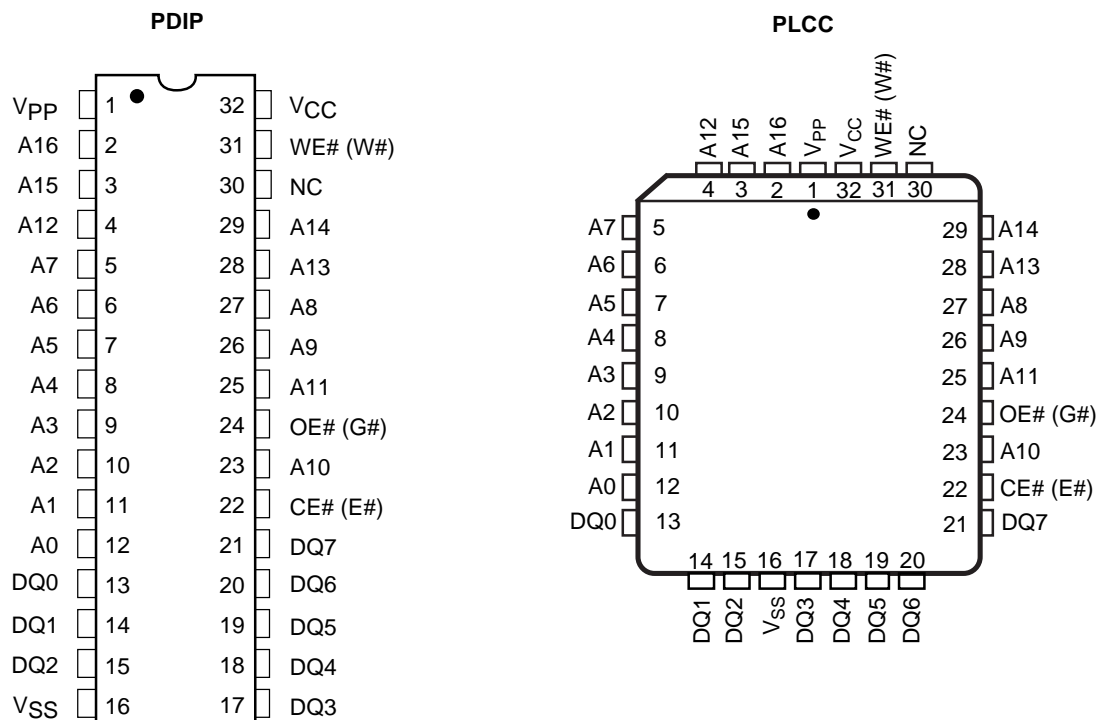 PDIP
VPP 1 32 VCC
A16 2 31 WE# (W#)
A15 3 30 NC
A12 4 29 A14
A7 5 28 A13
A6 6 27 A8
A5 7 26 A9
A4 8 25 A11
A3 9 24 OE# (G#)
A2 10 23 A10
A1 11 22 CE# (E#)
A0 12 21 DQ7
DQ0 13 20 DQ6
DQ1 14 19 DQ5
DQ2 15 18 DQ4
VSS 16 17 DQ3
PLCC
A12 A15 A16 VPP VCC WE# (W#) NC
4 3 2 1 32 31 30
A7 5 29 A14
A6 6 28 A13
A5 7 27 A8
A4 8 26 A9
A3 9 25 A11
A2 10 24 OE# (G#)
A1 11 23 A10
A0 12 22 CE# (E#)
DQ0 13 21 DQ7
14 15 16 17 18 19 20
DQ1 DQ2 VSS DQ3 DQ4 DQ5 DQ6